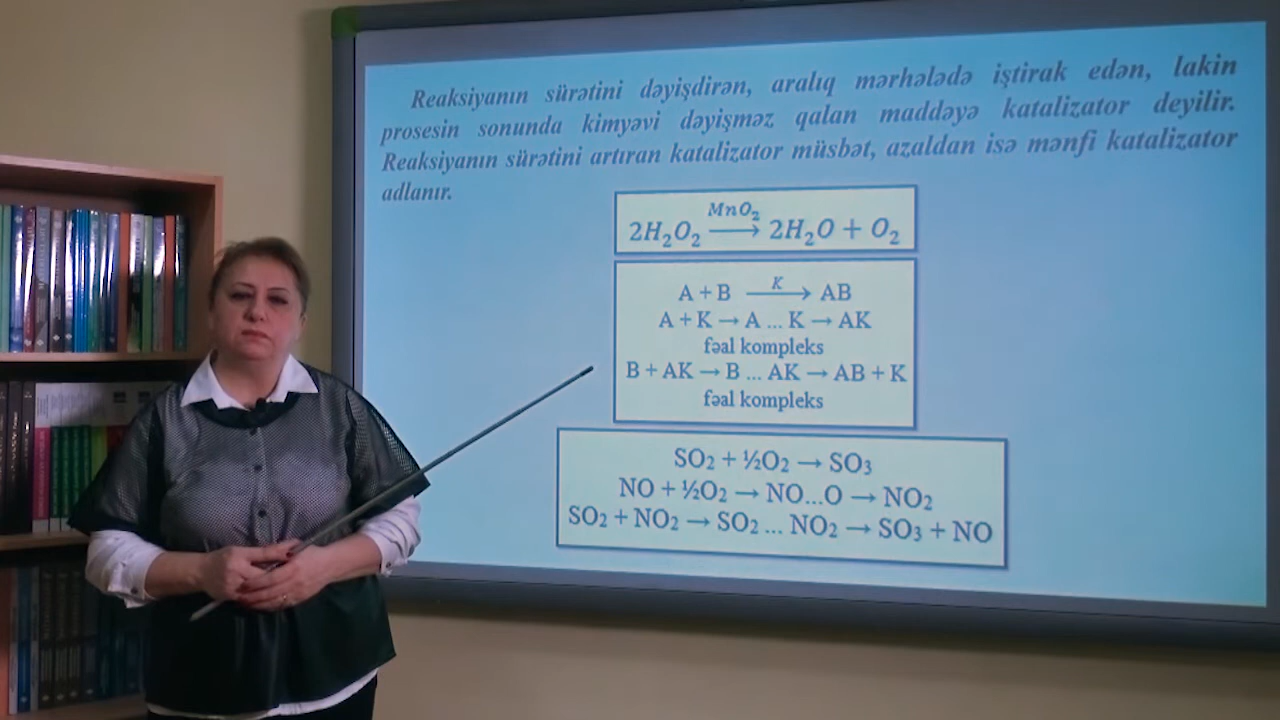 Reaksiyanın sürətini dəyişdirən, aralıq mərhələdə iştirak edən, lakin
prosesin sonunda kimyəvi dəyişməz qalan maddəyə katalizator deyilir.
Reaksiyanın sürətini artıran katalizator müsbət, azaldan isə mənfi katalizator
adlanır.
MnO₂
2H₂O₂ ⟶ 2H₂O + O₂
K
A + B ⟶ AB
A + K → A ... K → AK
fəal kompleks
B + AK → B ... AK → AB + K
fəal kompleks
SO₂ + ½O₂ → SO₃
NO + ½O₂ → NO...O → NO₂
SO₂ + NO₂ → SO₂ ... NO₂ → SO₃ + NO